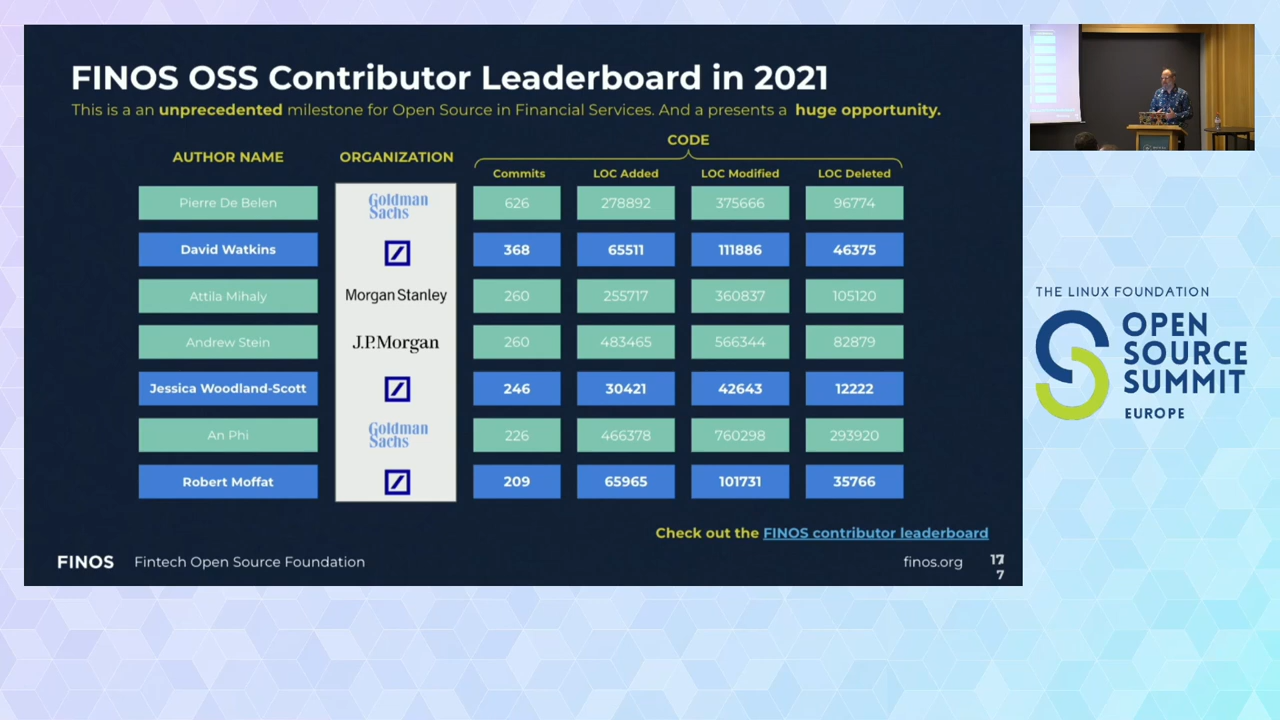 FINOS OSS Contributor Leaderboard in 2021
This is a an unprecedented milestone for Open Source in Financial Services. And a presents a huge opportunity.
CODE
AUTHOR NAME ORGANIZATION Commits LOC Added LOC Modified LOC Deleted
Pierre De Belen Goldman Sachs 626 278892 375666 96774
David Watkins 368 65511 111886 46375
Attila Mihaly Morgan Stanley 260 255717 360837 105120
Andrew Stein J.P.Morgan 260 483465 566344 82879
Jessica Woodland-Scott 246 30421 42643 12222
An Phi Goldman Sachs 226 466378 760298 293920
Robert Moffat 209 65965 101731 35766
Check out the FINOS contributor leaderboard
FINOS Fintech Open Source Foundation finos.org 17
7
THE LINUX FOUNDATION
OPEN
SOURCE
SUMMIT
EUROPE